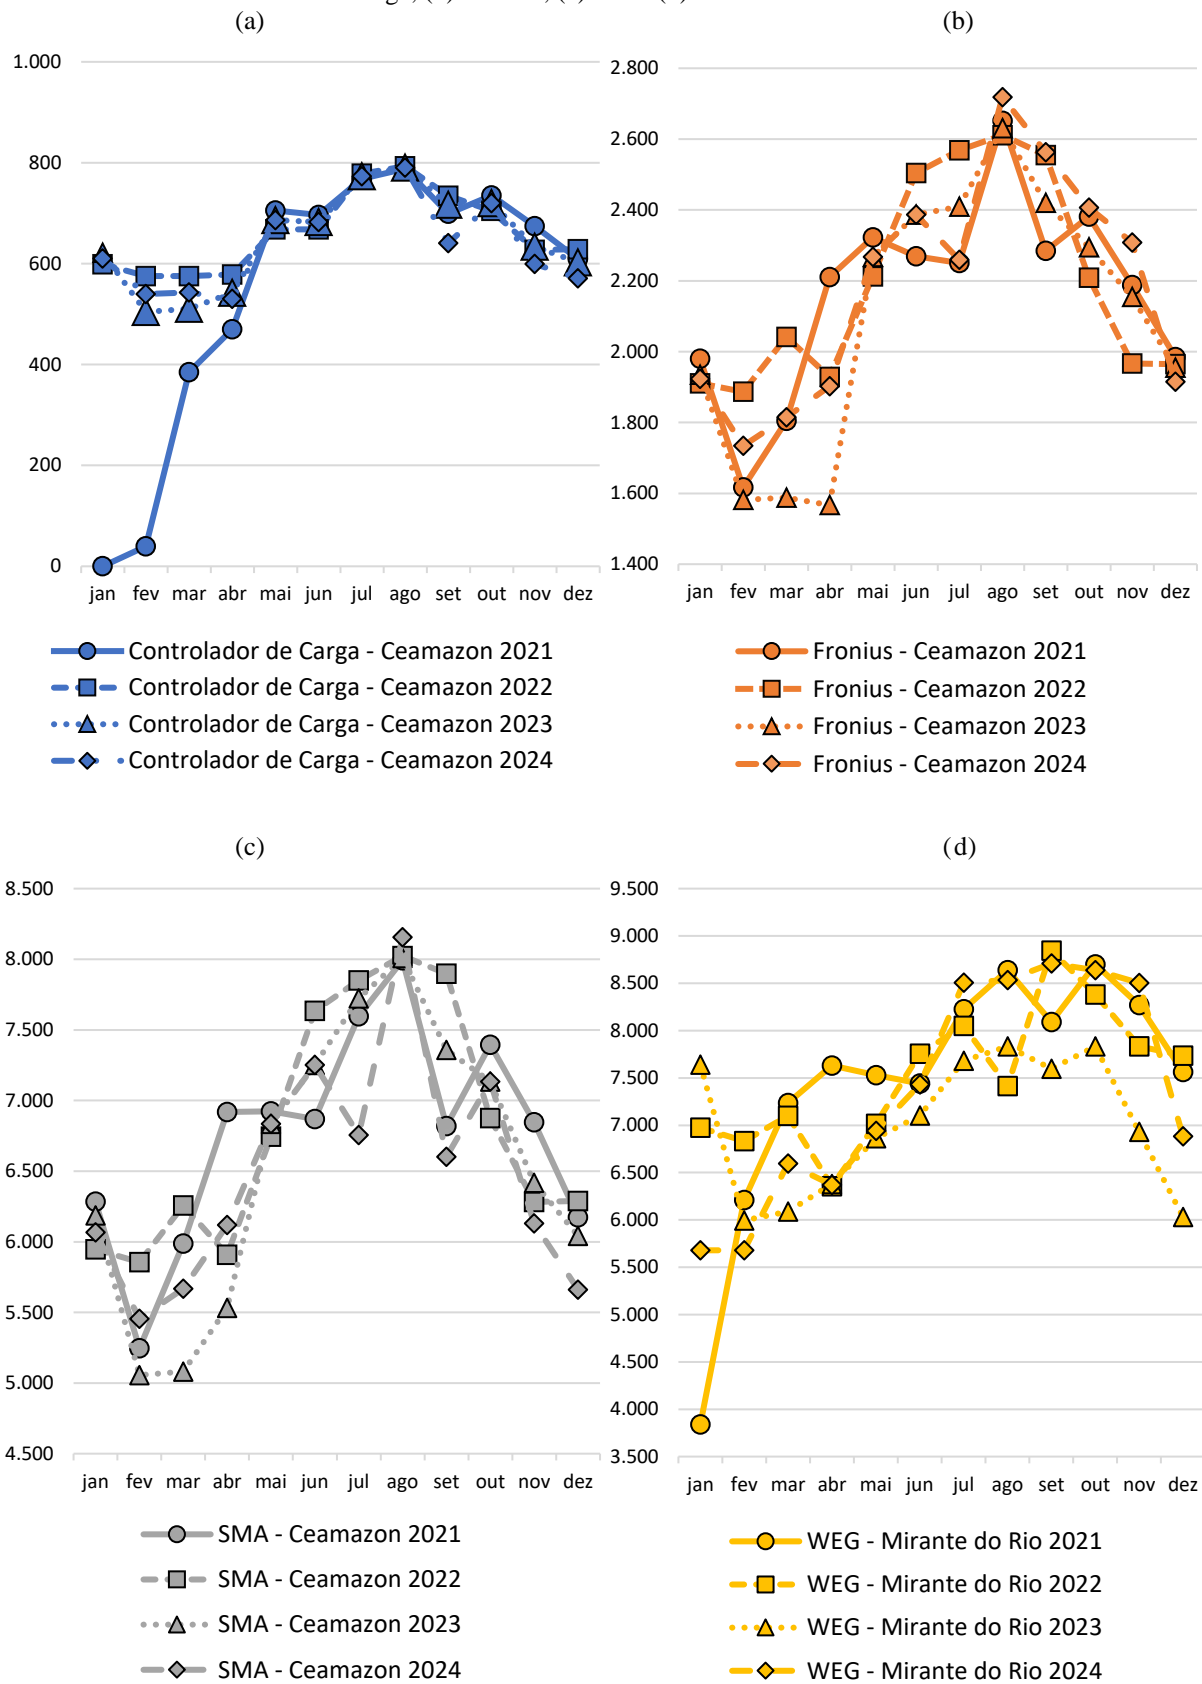 (a)
1.000
800
600
400
200
0
jan fev mar abr mai jun jul ago set out nov dez
Controlador de Carga - Ceamazon 2021
Controlador de Carga - Ceamazon 2022
Controlador de Carga - Ceamazon 2023
Controlador de Carga - Ceamazon 2024
(b)
2.800
2.600
2.400
2.200
2.000
1.800
1.600
1.400
jan fev mar abr mai jun jul ago set out nov dez
Fronius - Ceamazon 2021
Fronius - Ceamazon 2022
Fronius - Ceamazon 2023
Fronius - Ceamazon 2024
(c)
8.500
8.000
7.500
7.000
6.500
6.000
5.500
5.000
4.500
jan fev mar abr mai jun jul ago set out nov dez
SMA - Ceamazon 2021
SMA - Ceamazon 2022
SMA - Ceamazon 2023
SMA - Ceamazon 2024
(d)
9.500
9.000
8.500
8.000
7.500
7.000
6.500
6.000
5.500
5.000
4.500
4.000
3.500
jan fev mar abr mai jun jul ago set out nov dez
WEG - Mirante do Rio 2021
WEG - Mirante do Rio 2022
WEG - Mirante do Rio 2023
WEG - Mirante do Rio 2024